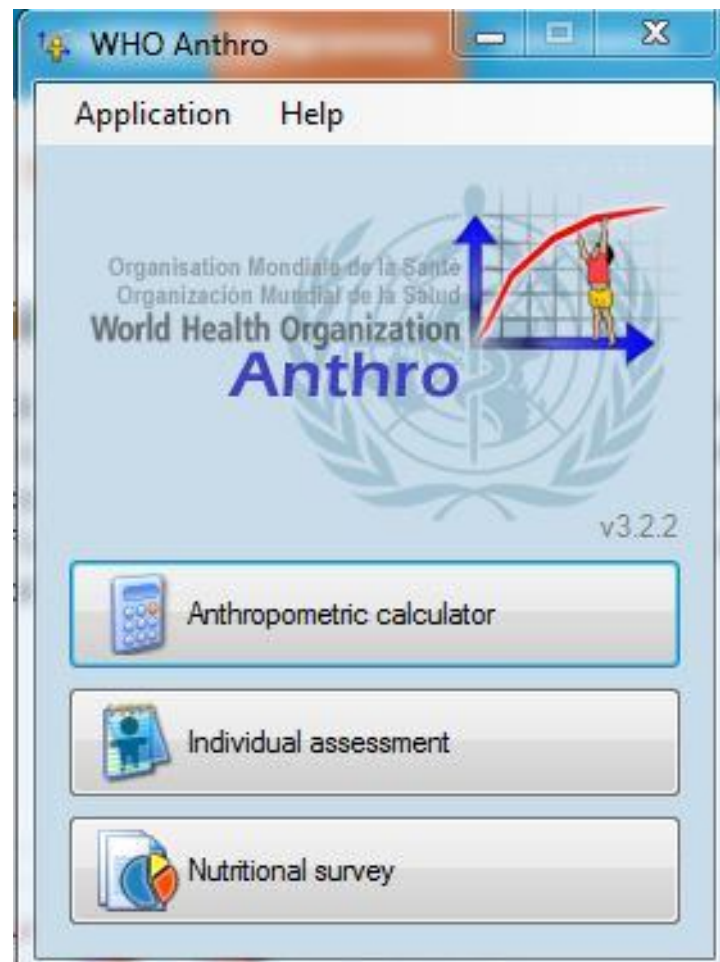 WHO Anthro
Application Help
Organisation Mondiale de la Santé
Organización Mundial de la Salud
World Health Organization
Anthro
v3.2.2
Anthropometric calculator
Individual assessment
Nutritional survey